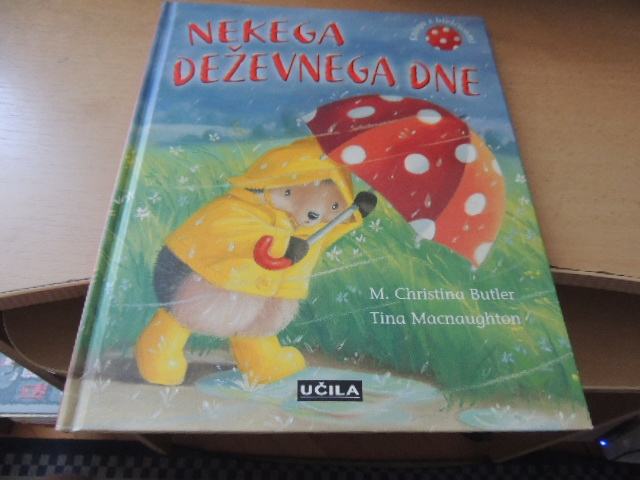 NEKEGA
DEŽEVNEGA DNE
M. Christina Butler
Tina Macnaughton
UČILA